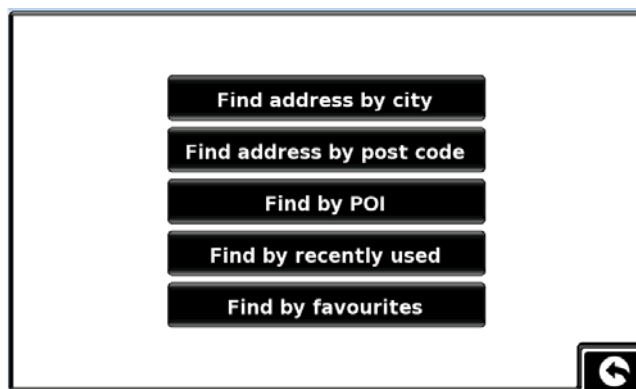 Find address by city
Find address by post code
Find by POI
Find by recently used
Find by favourites